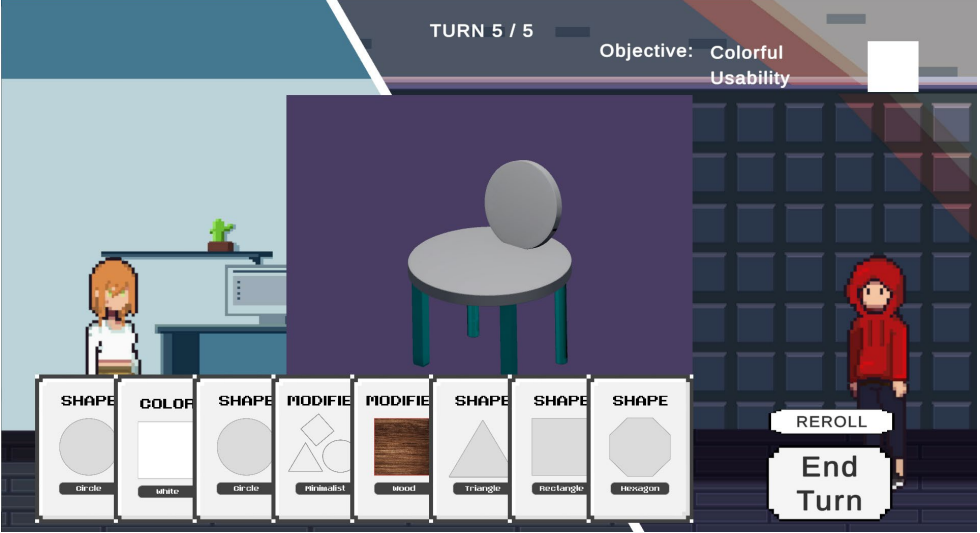 TURN 5 / 5
Objective: Colorful
Usability
SHAPE
Circle
COLOR
White
SHAPE
Circle
MODIFIE
Minimalist
MODIFIE
Wood
SHAPE
Triangle
SHAPE
Rectangle
SHAPE
Hexagon
REROLL
End
Turn